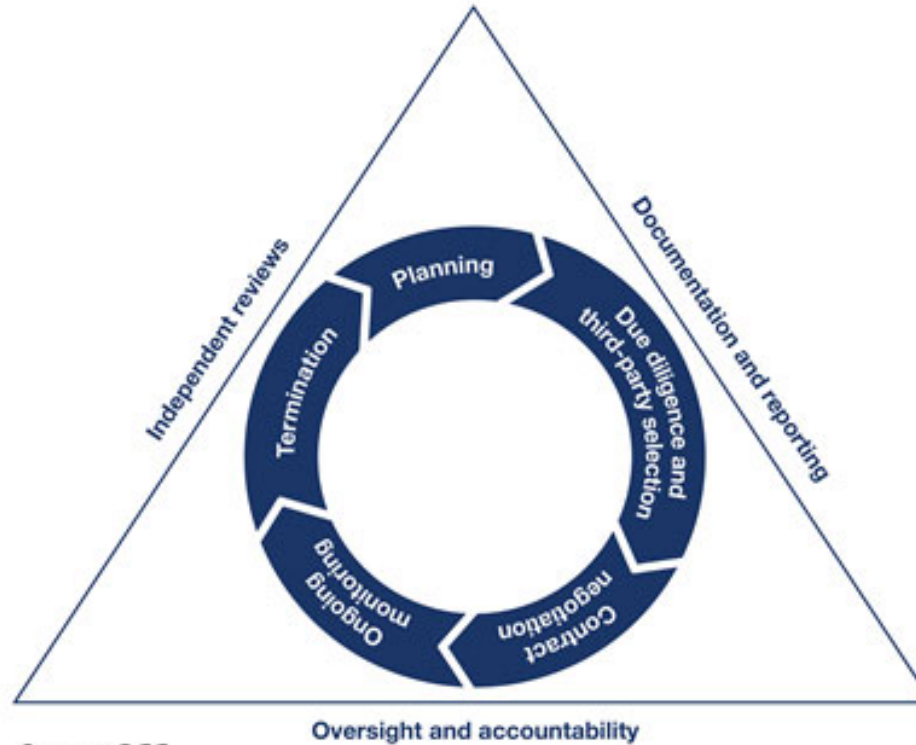 Planning
Due diligence and
third-party selection
Contract
negotiation
Ongoing
monitoring
Termination
Independent reviews
Documentation and reporting
Oversight and accountability